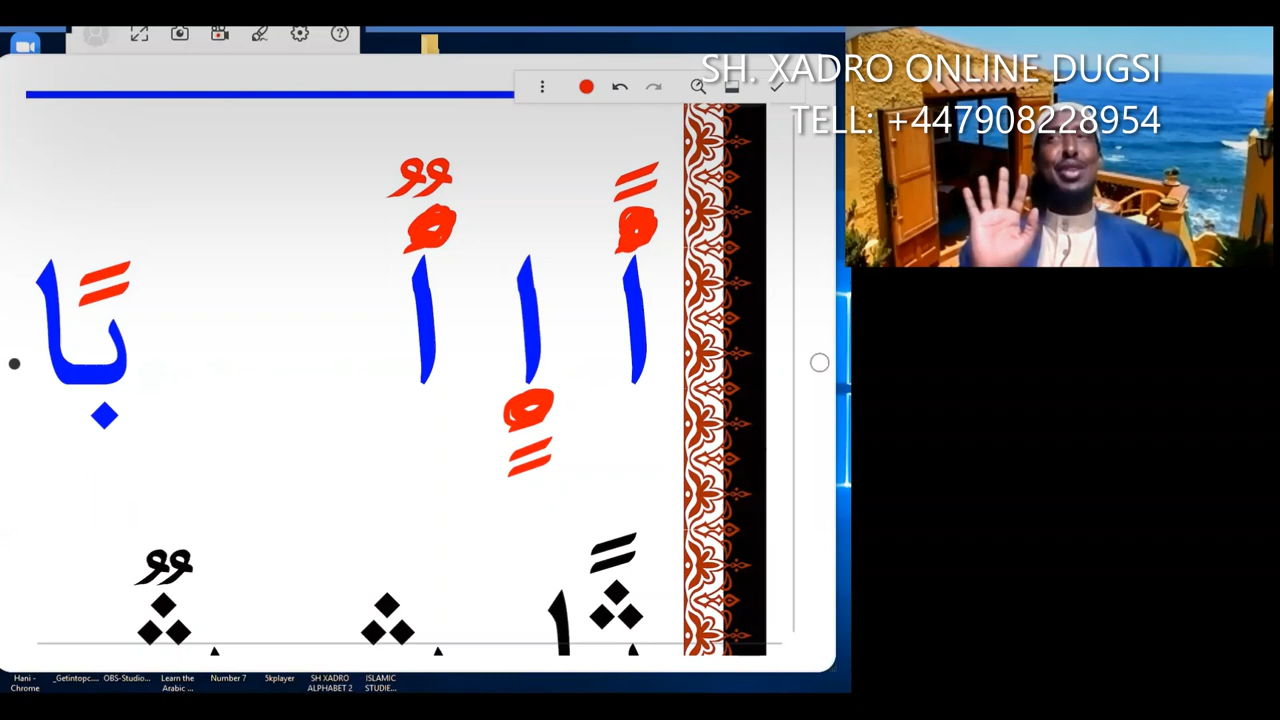 SH. XADRO ONLINE DUGSI
TELL: +447908228954
أً إٍ أٌ بًا
ثًا ث ثٌ
Hani - Chrome
_Getintopc....
OBS-Studio...
Learn the Arabic ...
Number 7
5kplayer
SH XADRO ALPHABET 2
ISLAMIC STUDIE...